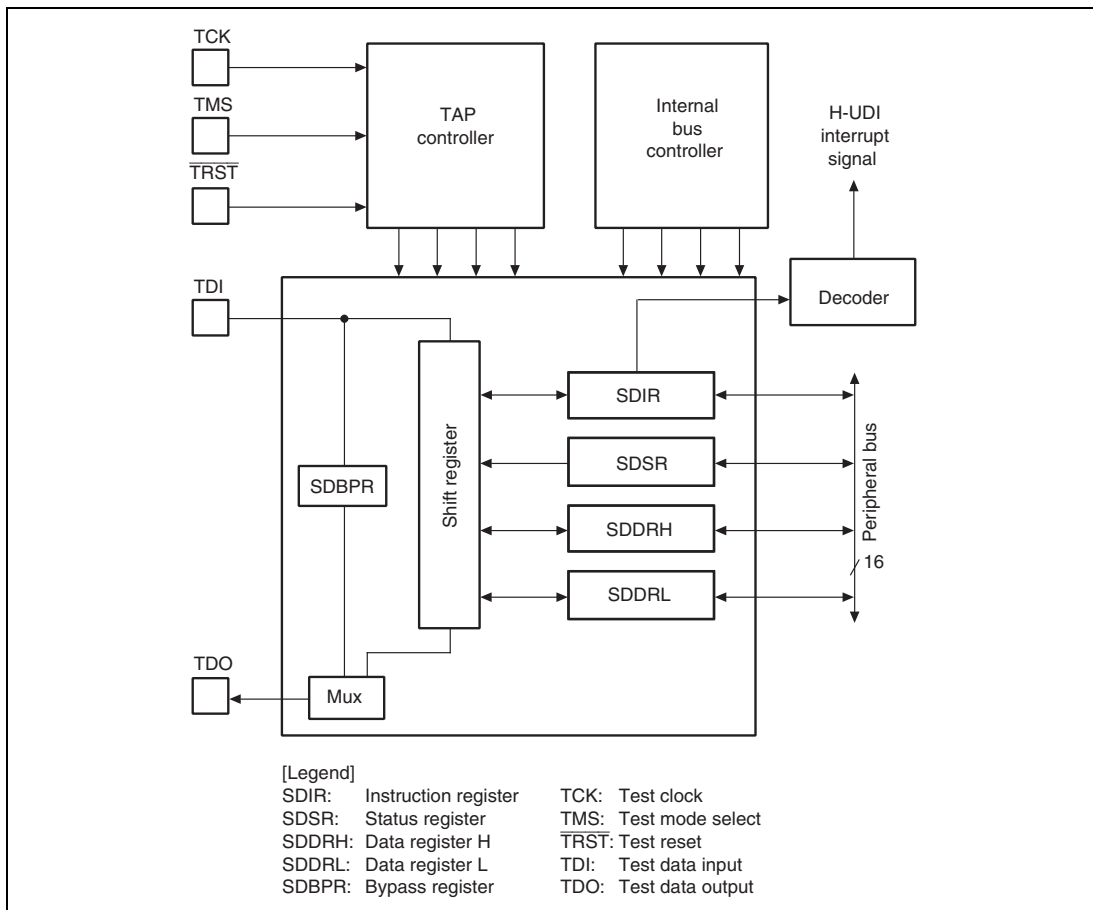 TCK
TMS
TRST
TAP
controller
Internal
bus
controller
H-UDI
interrupt
signal
TDI
Decoder
Shift register
SDIR
SDSR
SDBPR
SDDRH
SDDRL
Peripheral bus
16
TDO
Mux
[Legend]
SDIR: Instruction register
SDSR: Status register
SDDRH: Data register H
SDDRL: Data register L
SDBPR: Bypass register
TCK: Test clock
TMS: Test mode select
TRST: Test reset
TDI: Test data input
TDO: Test data output